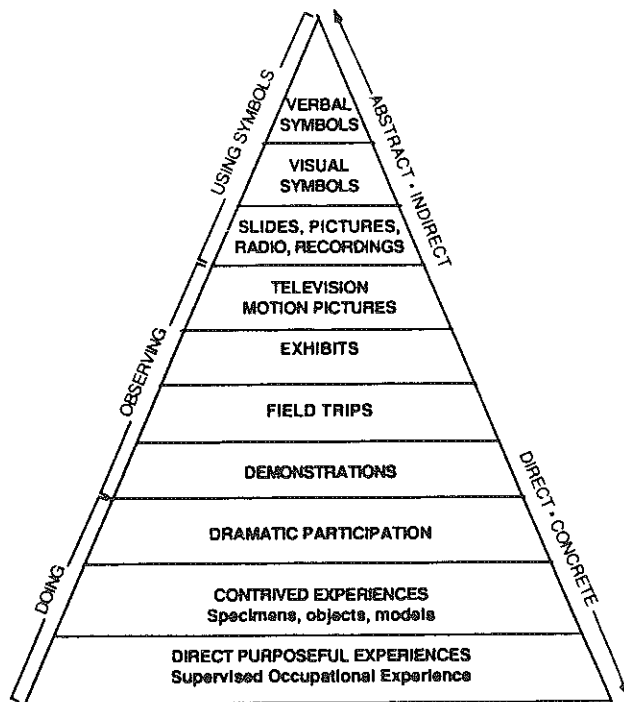 VERBAL
SYMBOLS
VISUAL
SYMBOLS
SLIDES, PICTURES,
RADIO, RECORDINGS
TELEVISION
MOTION PICTURES
EXHIBITS
FIELD TRIPS
DEMONSTRATIONS
DRAMATIC PARTICIPATION
CONTRIVED EXPERIENCES
Specimens, objects, models
DIRECT PURPOSEFUL EXPERIENCES
Supervised Occupational Experience
USING SYMBOLS
OBSERVING
DOING
ABSTRACT • INDIRECT
DIRECT • CONCRETE